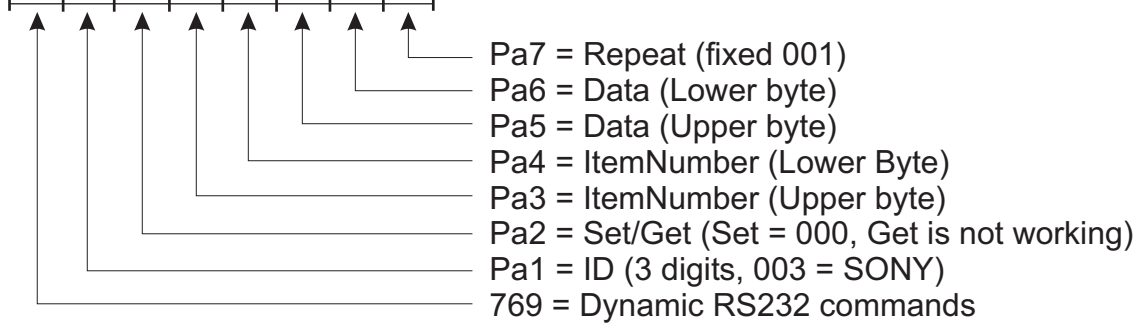 Pa7 = Repeat (fixed 001)
Pa6 = Data (Lower byte)
Pa5 = Data (Upper byte)
Pa4 = ItemNumber (Lower Byte)
Pa3 = ItemNumber (Upper byte)
Pa2 = Set/Get (Set = 000, Get is not working)
Pa1 = ID (3 digits, 003 = SONY)
769 = Dynamic RS232 commands